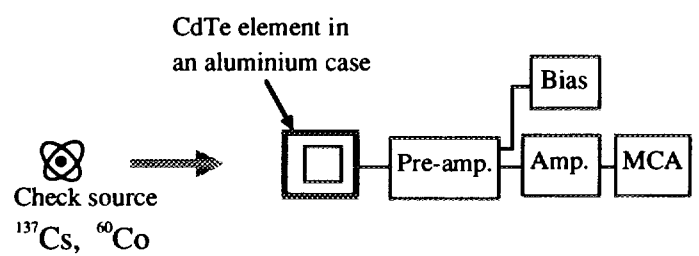 CdTe element in
an aluminium case
Bias
Pre-amp.
Amp.
MCA
Check source
¹³⁷Cs, ⁶⁰Co